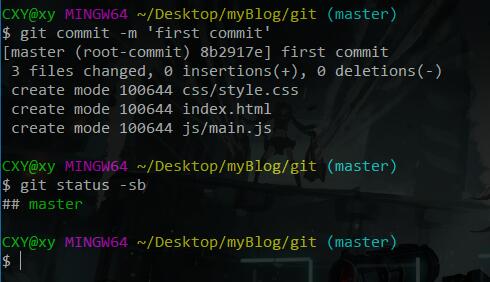 CXY@xy MINGW64 ~/Desktop/myBlog/git (master)
$ git commit -m 'first commit'
[master (root-commit) 8b2917e] first commit
 3 files changed, 0 insertions(+), 0 deletions(-)
 create mode 100644 css/style.css
 create mode 100644 index.html
 create mode 100644 js/main.js
CXY@xy MINGW64 ~/Desktop/myBlog/git (master)
$ git status -sb
## master
CXY@xy MINGW64 ~/Desktop/myBlog/git (master)
$